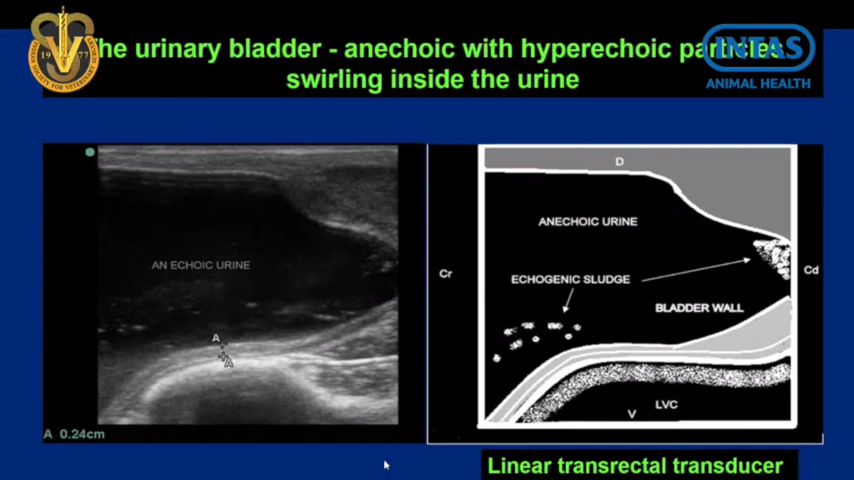 The urinary bladder - anechoic with hyperechoic particles
swirling inside the urine
INTAS
ANIMAL HEALTH
AN ECHOIC URINE
A
A
A 0.24cm
D
ANECHOIC URINE
Cr
Cd
ECHOGENIC SLUDGE
BLADDER WALL
LVC
V
Linear transrectal transducer